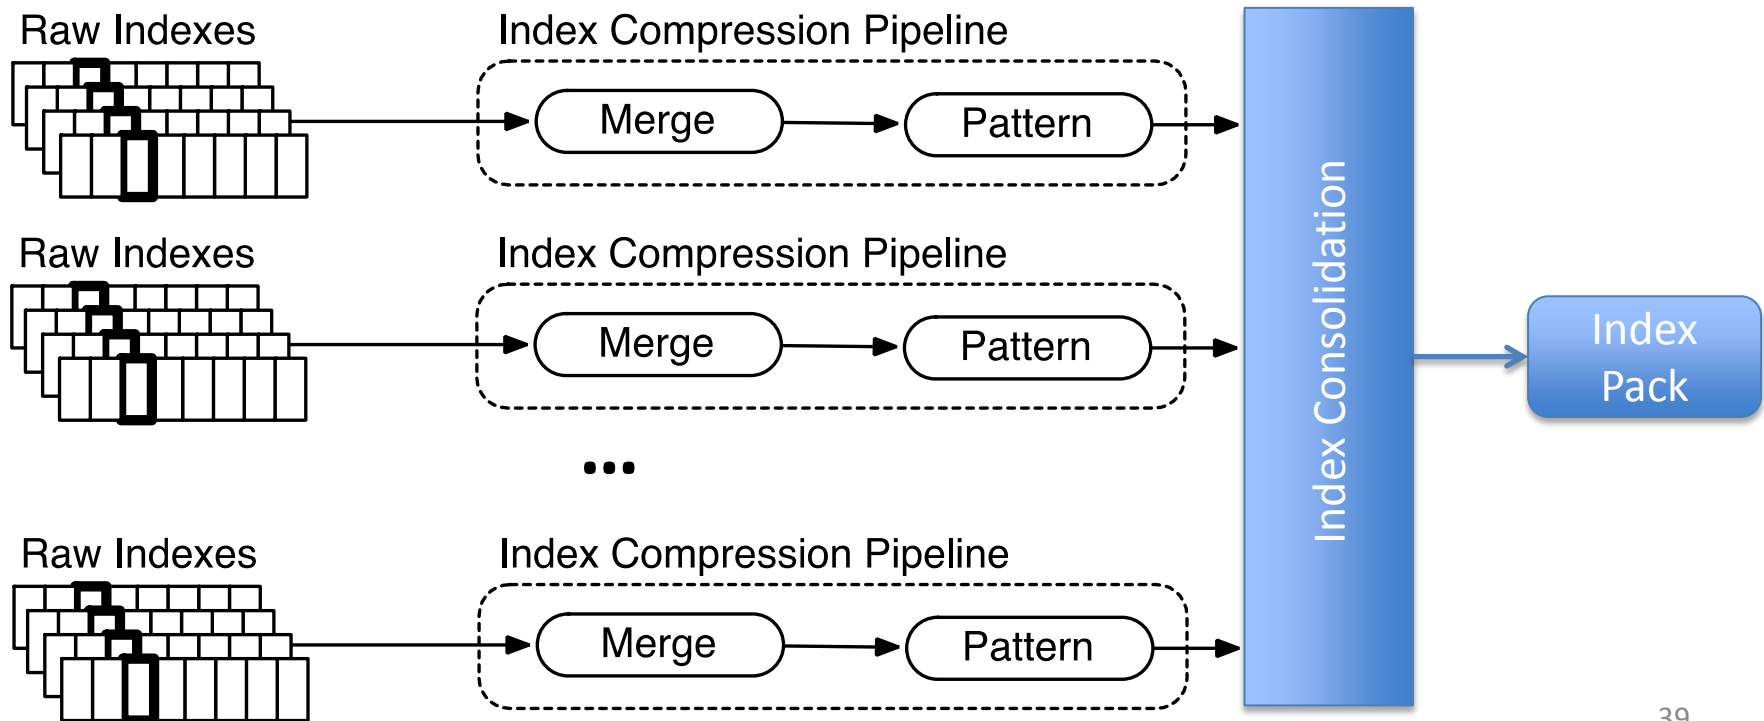 Raw Indexes
Index Compression Pipeline
Merge
Pattern
Raw Indexes
Index Compression Pipeline
Merge
Pattern
...
Raw Indexes
Index Compression Pipeline
Merge
Pattern
Index Consolidation
Index
Pack
39